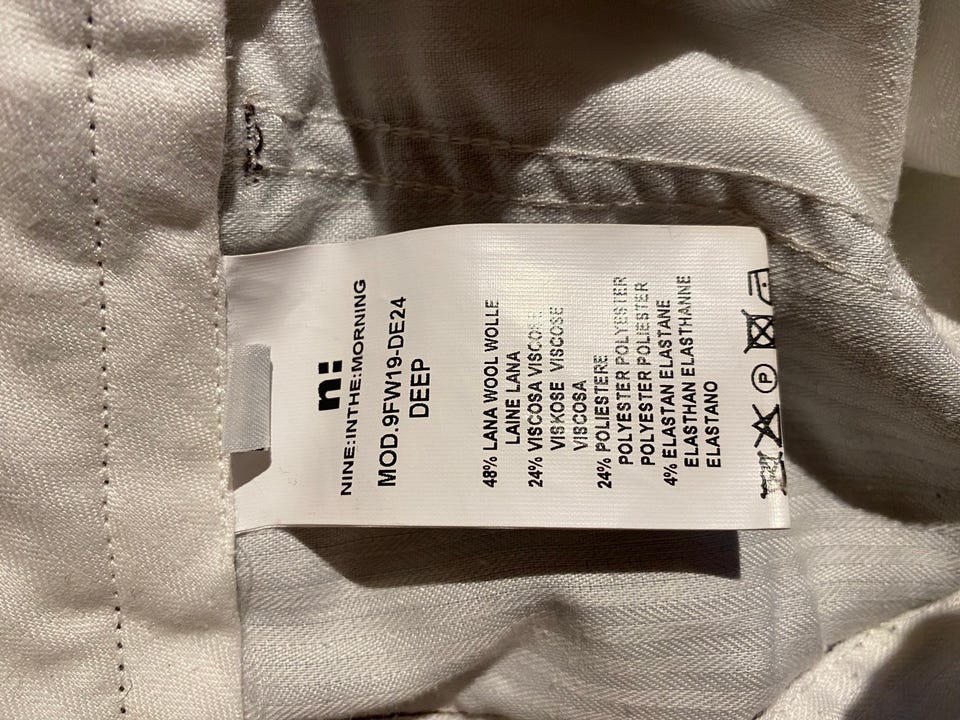 n:
NINE:INTHE:MORNING
MOD.9FW19-DE24
DEEP
48% LANA WOOL WOLLE
LAINE LANA
24% VISCOSA VISCOSE
VISKOSE VISCOSE
VISCOSA
24% POLIESTERE
POLYESTER POLYESTER
POLYESTER POLIESTER
4% ELASTAN ELASTANE
ELASTHAN ELASTHANNE
ELASTANO
P